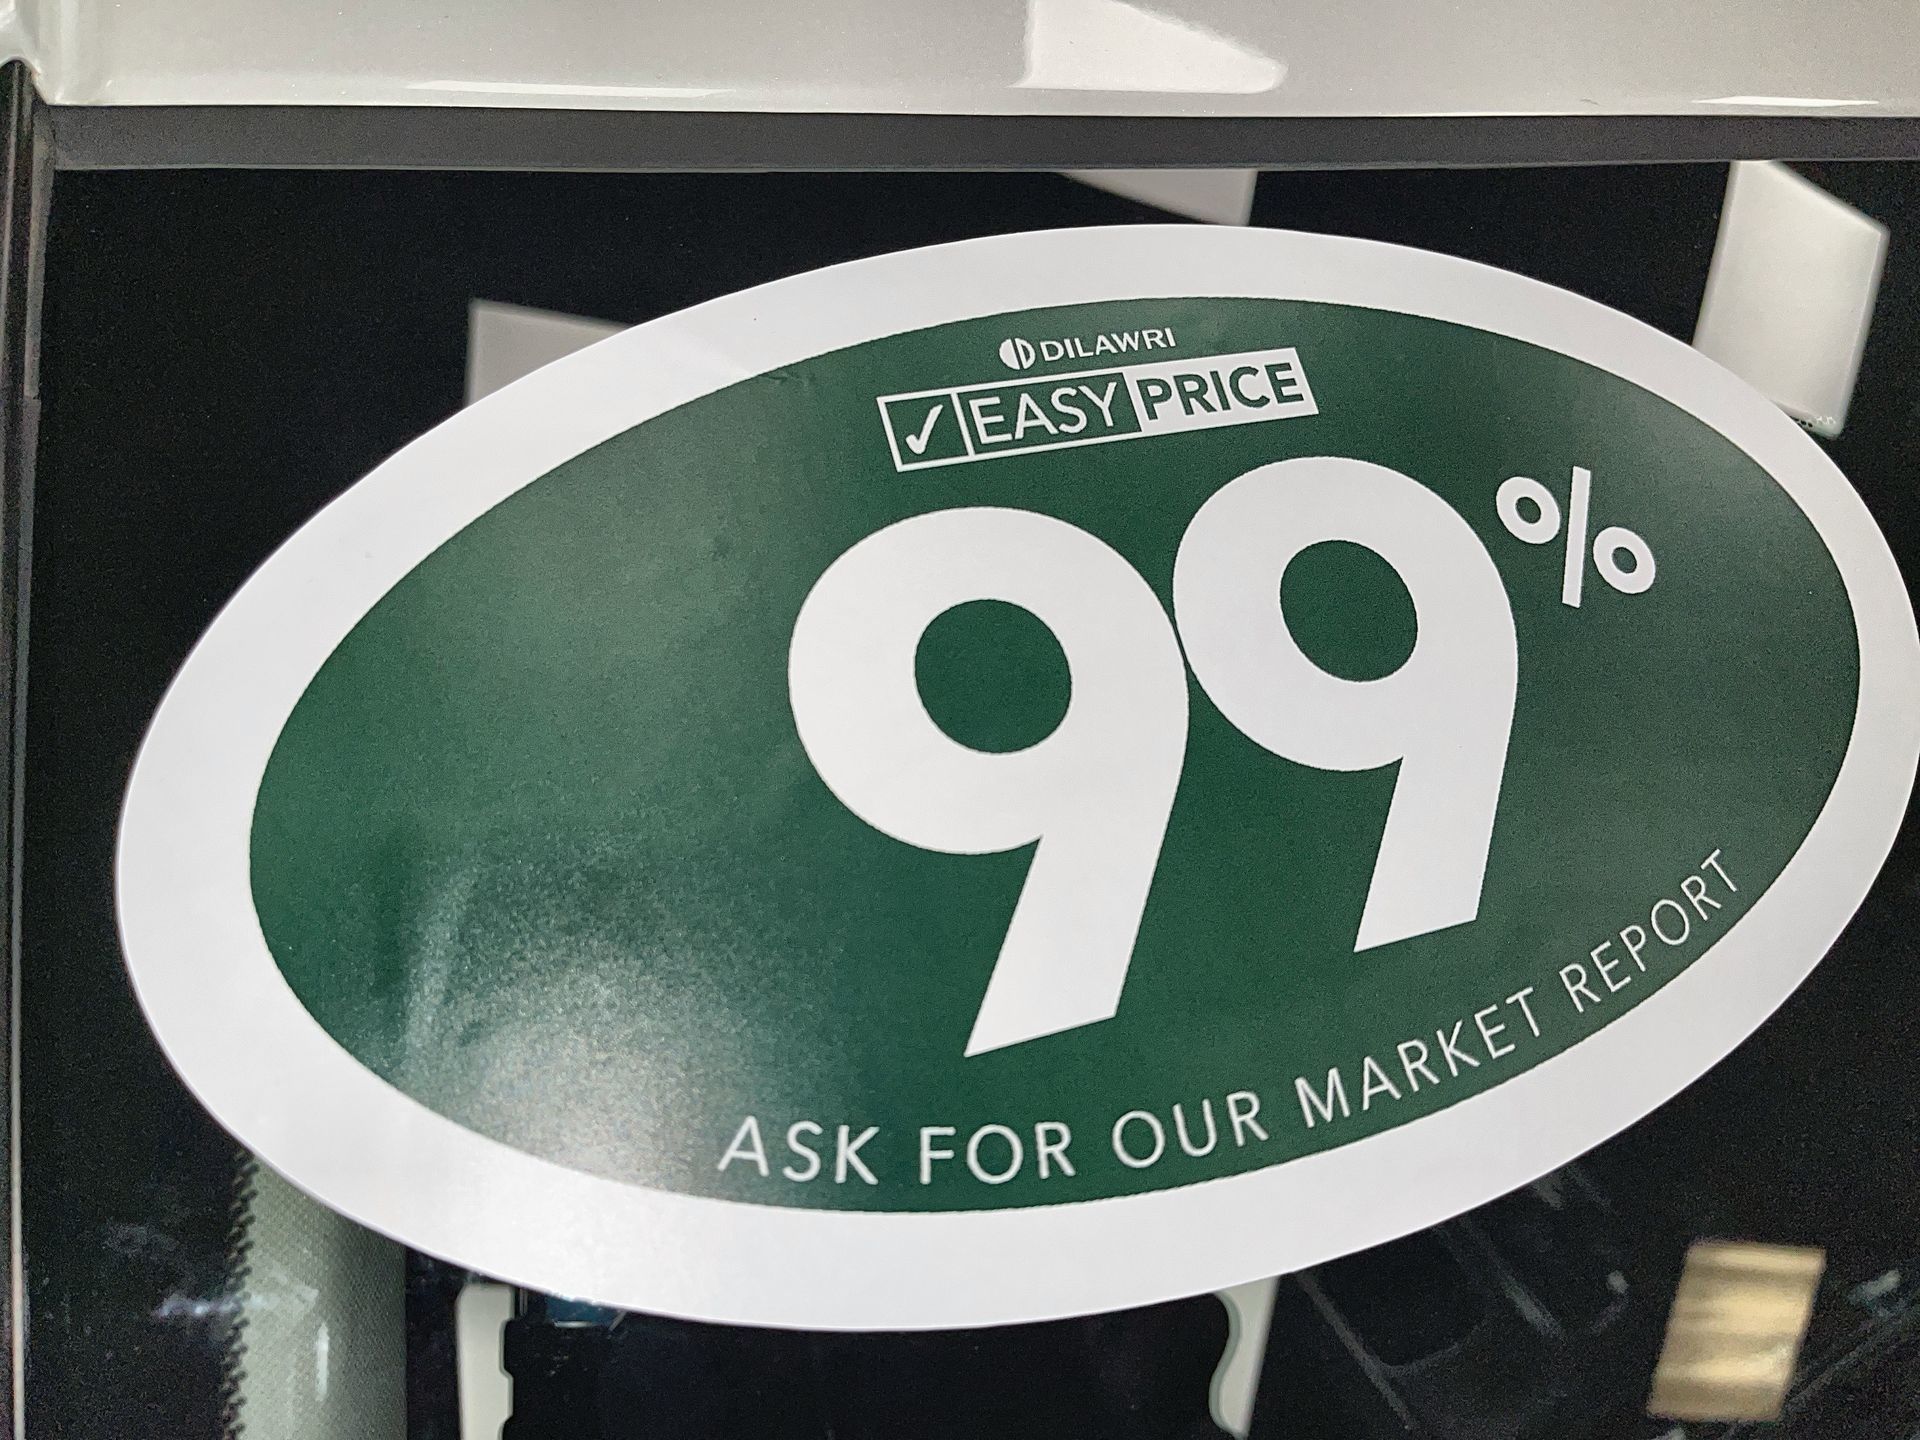 DILAWRI
EASY PRICE
99%
ASK FOR OUR MARKET REPORT